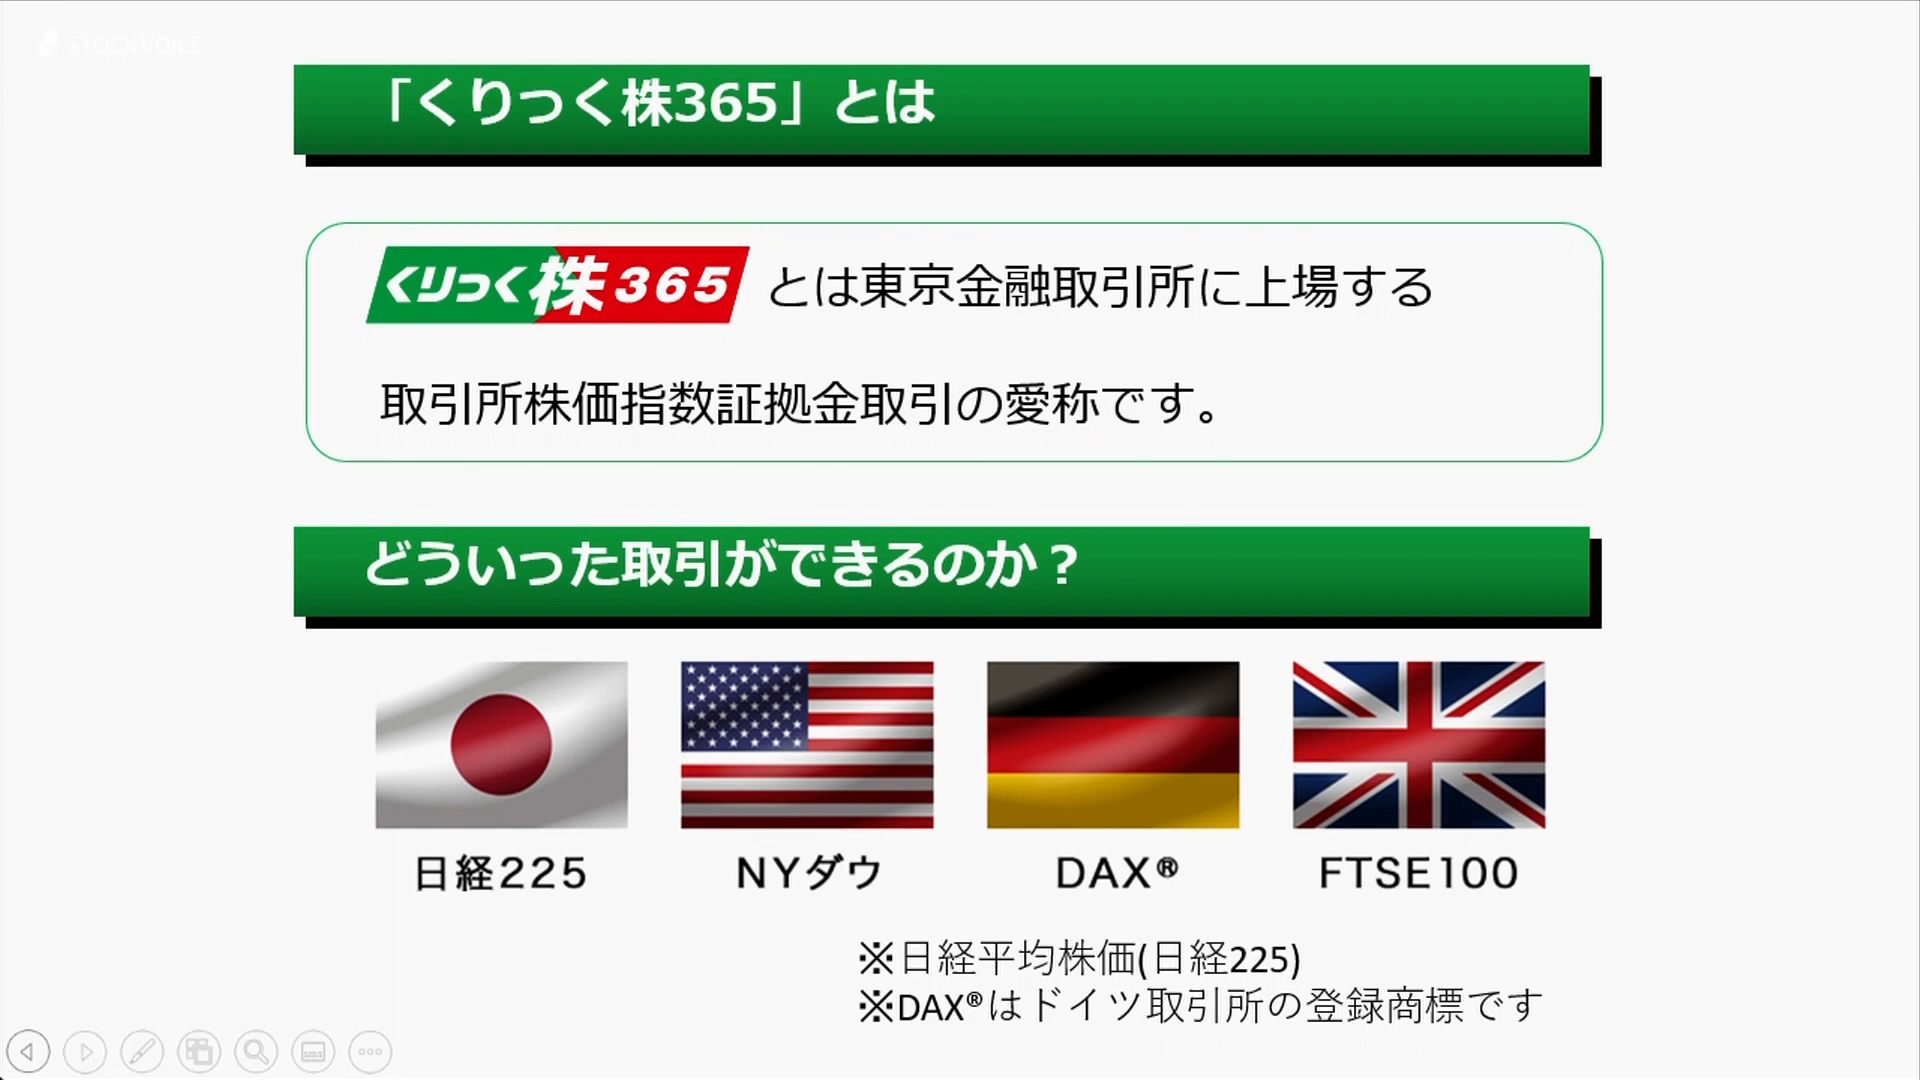 STOCKVOICE
「くりっく株365」とは
くりっく株365 とは東京金融取引所に上場する
取引所株価指数証拠金取引の愛称です。
どういった取引ができるのか？
日経225 NYダウ DAX® FTSE100
※日経平均株価(日経225)
※DAX®はドイツ取引所の登録商標です